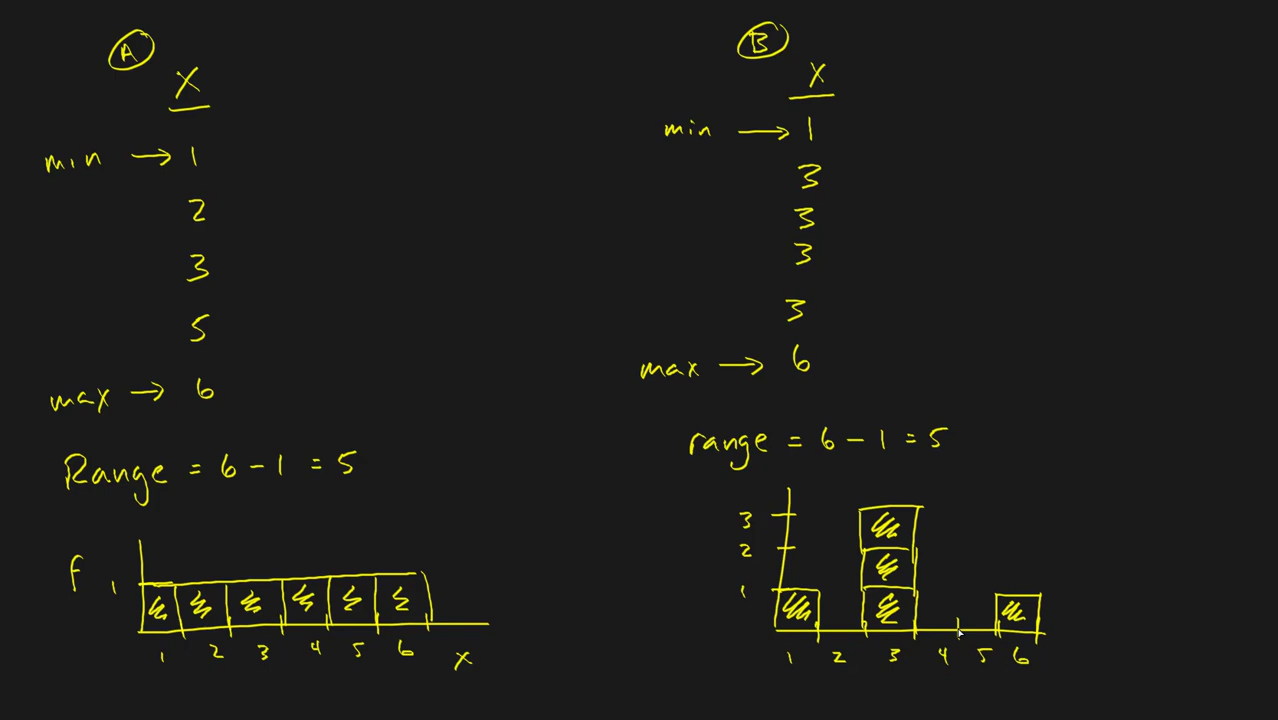 A
X
min → 1
2
3
5
max → 6
Range = 6 - 1 = 5
f
1
1 2 3 4 5 6 X
B
X
min → 1
3
3
3
3
max → 6
range = 6 - 1 = 5
3
2
1
1 2 3 4 5 6